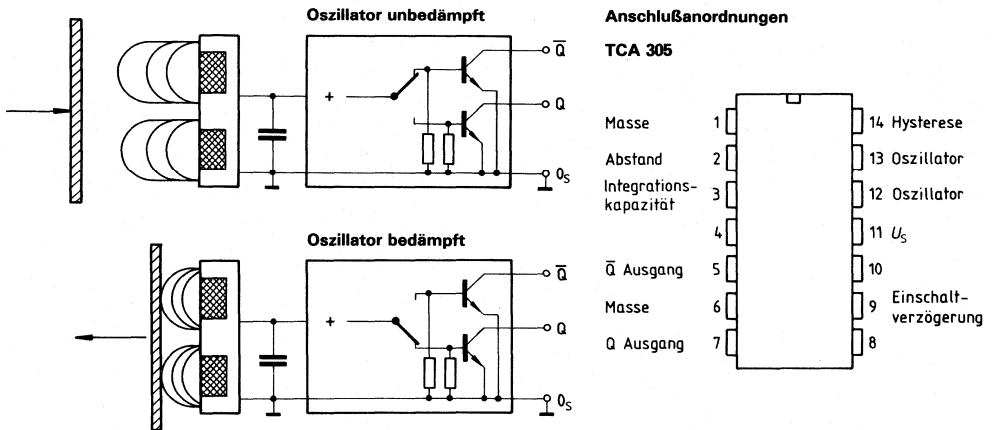 Oszillator unbedämpft
+
Q̅
Q
0S
Oszillator bedämpft
+
Q̅
Q
0S
Anschlußanordnungen
TCA 305
Masse 1
Abstand 2
Integrations-
kapazität 3
4
Q̅ Ausgang 5
Masse 6
Q Ausgang 7
14 Hysterese
13 Oszillator
12 Oszillator
11 US
10
9 Einschalt-
verzögerung
8